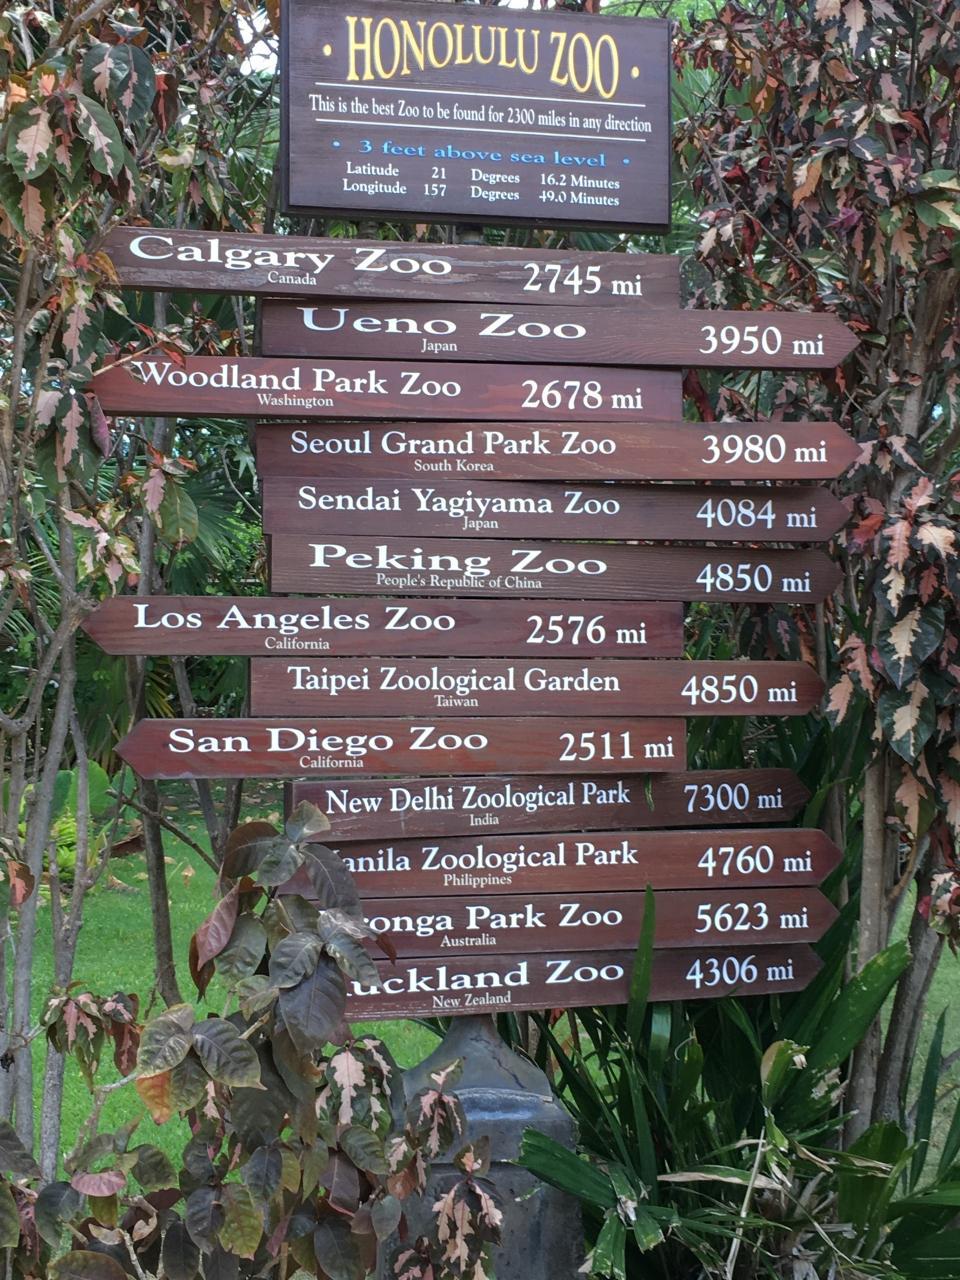 • HONOLULU ZOO •
This is the best Zoo to be found for 2300 miles in any direction
• 3 feet above sea level •
Latitude 21 Degrees 16.2 Minutes
Longitude 157 Degrees 49.0 Minutes
Calgary Zoo 2745 mi
Canada
Ueno Zoo 3950 mi
Japan
Woodland Park Zoo 2678 mi
Washington
Seoul Grand Park Zoo 3980 mi
South Korea
Sendai Yagiyama Zoo 4084 mi
Japan
Peking Zoo 4850 mi
People's Republic of China
Los Angeles Zoo 2576 mi
California
Taipei Zoological Garden 4850 mi
Taiwan
San Diego Zoo 2511 mi
California
New Delhi Zoological Park 7300 mi
India
anila Zoological Park 4760 mi
Philippines
ronga Park Zoo 5623 mi
Australia
uckland Zoo 4306 mi
New Zealand